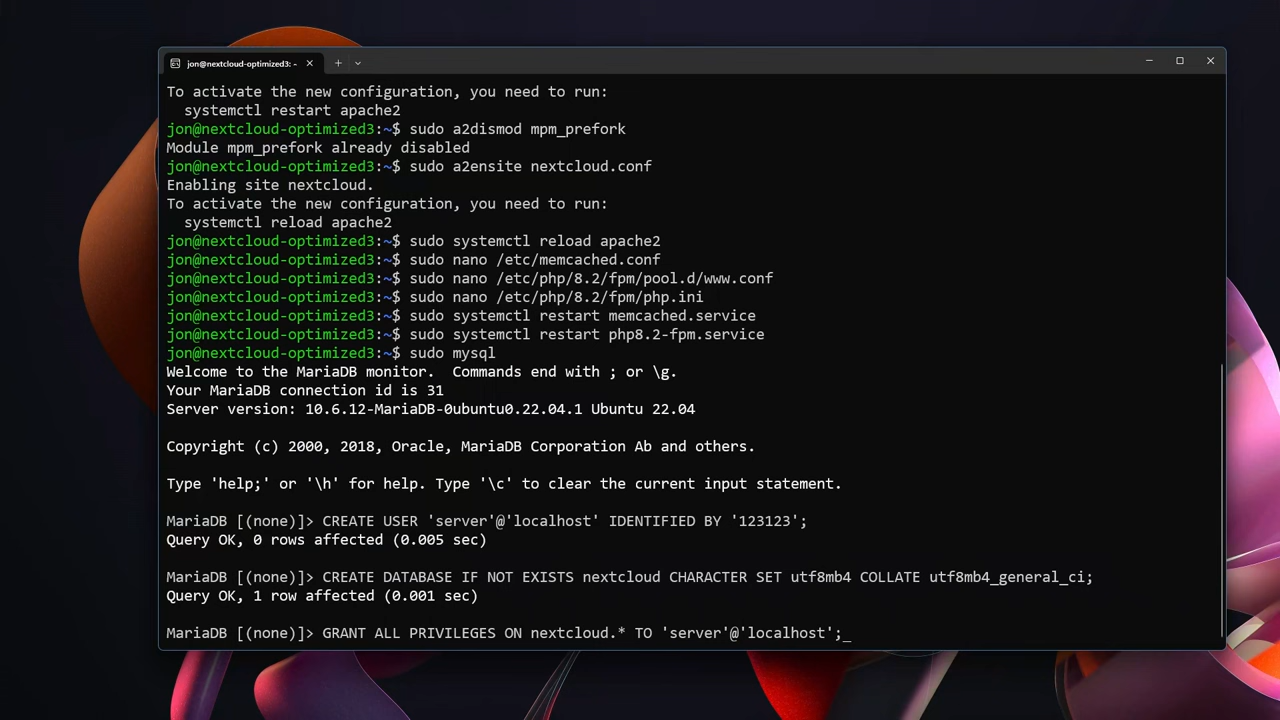 jon@nextcloud-optimized3: ~
To activate the new configuration, you need to run:
  systemctl restart apache2
jon@nextcloud-optimized3:~$ sudo a2dismod mpm_prefork
Module mpm_prefork already disabled
jon@nextcloud-optimized3:~$ sudo a2ensite nextcloud.conf
Enabling site nextcloud.
To activate the new configuration, you need to run:
  systemctl reload apache2
jon@nextcloud-optimized3:~$ sudo systemctl reload apache2
jon@nextcloud-optimized3:~$ sudo nano /etc/memcached.conf
jon@nextcloud-optimized3:~$ sudo nano /etc/php/8.2/fpm/pool.d/www.conf
jon@nextcloud-optimized3:~$ sudo nano /etc/php/8.2/fpm/php.ini
jon@nextcloud-optimized3:~$ sudo systemctl restart memcached.service
jon@nextcloud-optimized3:~$ sudo systemctl restart php8.2-fpm.service
jon@nextcloud-optimized3:~$ sudo mysql
Welcome to the MariaDB monitor.  Commands end with ; or \g.
Your MariaDB connection id is 31
Server version: 10.6.12-MariaDB-0ubuntu0.22.04.1 Ubuntu 22.04
Copyright (c) 2000, 2018, Oracle, MariaDB Corporation Ab and others.
Type 'help;' or '\h' for help. Type '\c' to clear the current input statement.
MariaDB [(none)]> CREATE USER 'server'@'localhost' IDENTIFIED BY '123123';
Query OK, 0 rows affected (0.005 sec)
MariaDB [(none)]> CREATE DATABASE IF NOT EXISTS nextcloud CHARACTER SET utf8mb4 COLLATE utf8mb4_general_ci;
Query OK, 1 row affected (0.001 sec)
MariaDB [(none)]> GRANT ALL PRIVILEGES ON nextcloud.* TO 'server'@'localhost';_